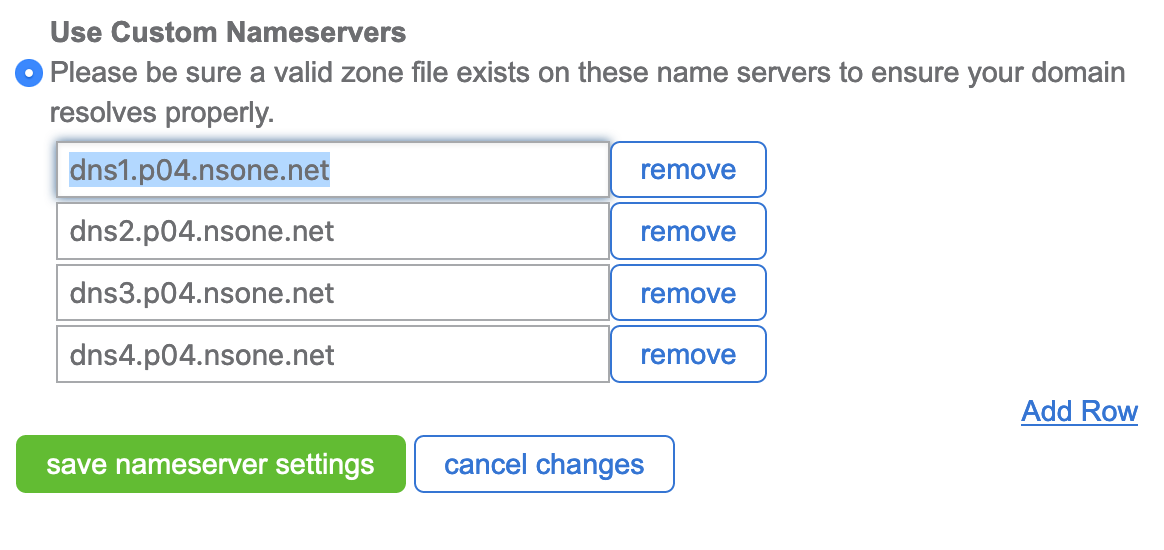 Use Custom Nameservers
Please be sure a valid zone file exists on these name servers to ensure your domain
resolves properly.
dns1.p04.nsone.net remove
dns2.p04.nsone.net remove
dns3.p04.nsone.net remove
dns4.p04.nsone.net remove
Add Row
save nameserver settings cancel changes